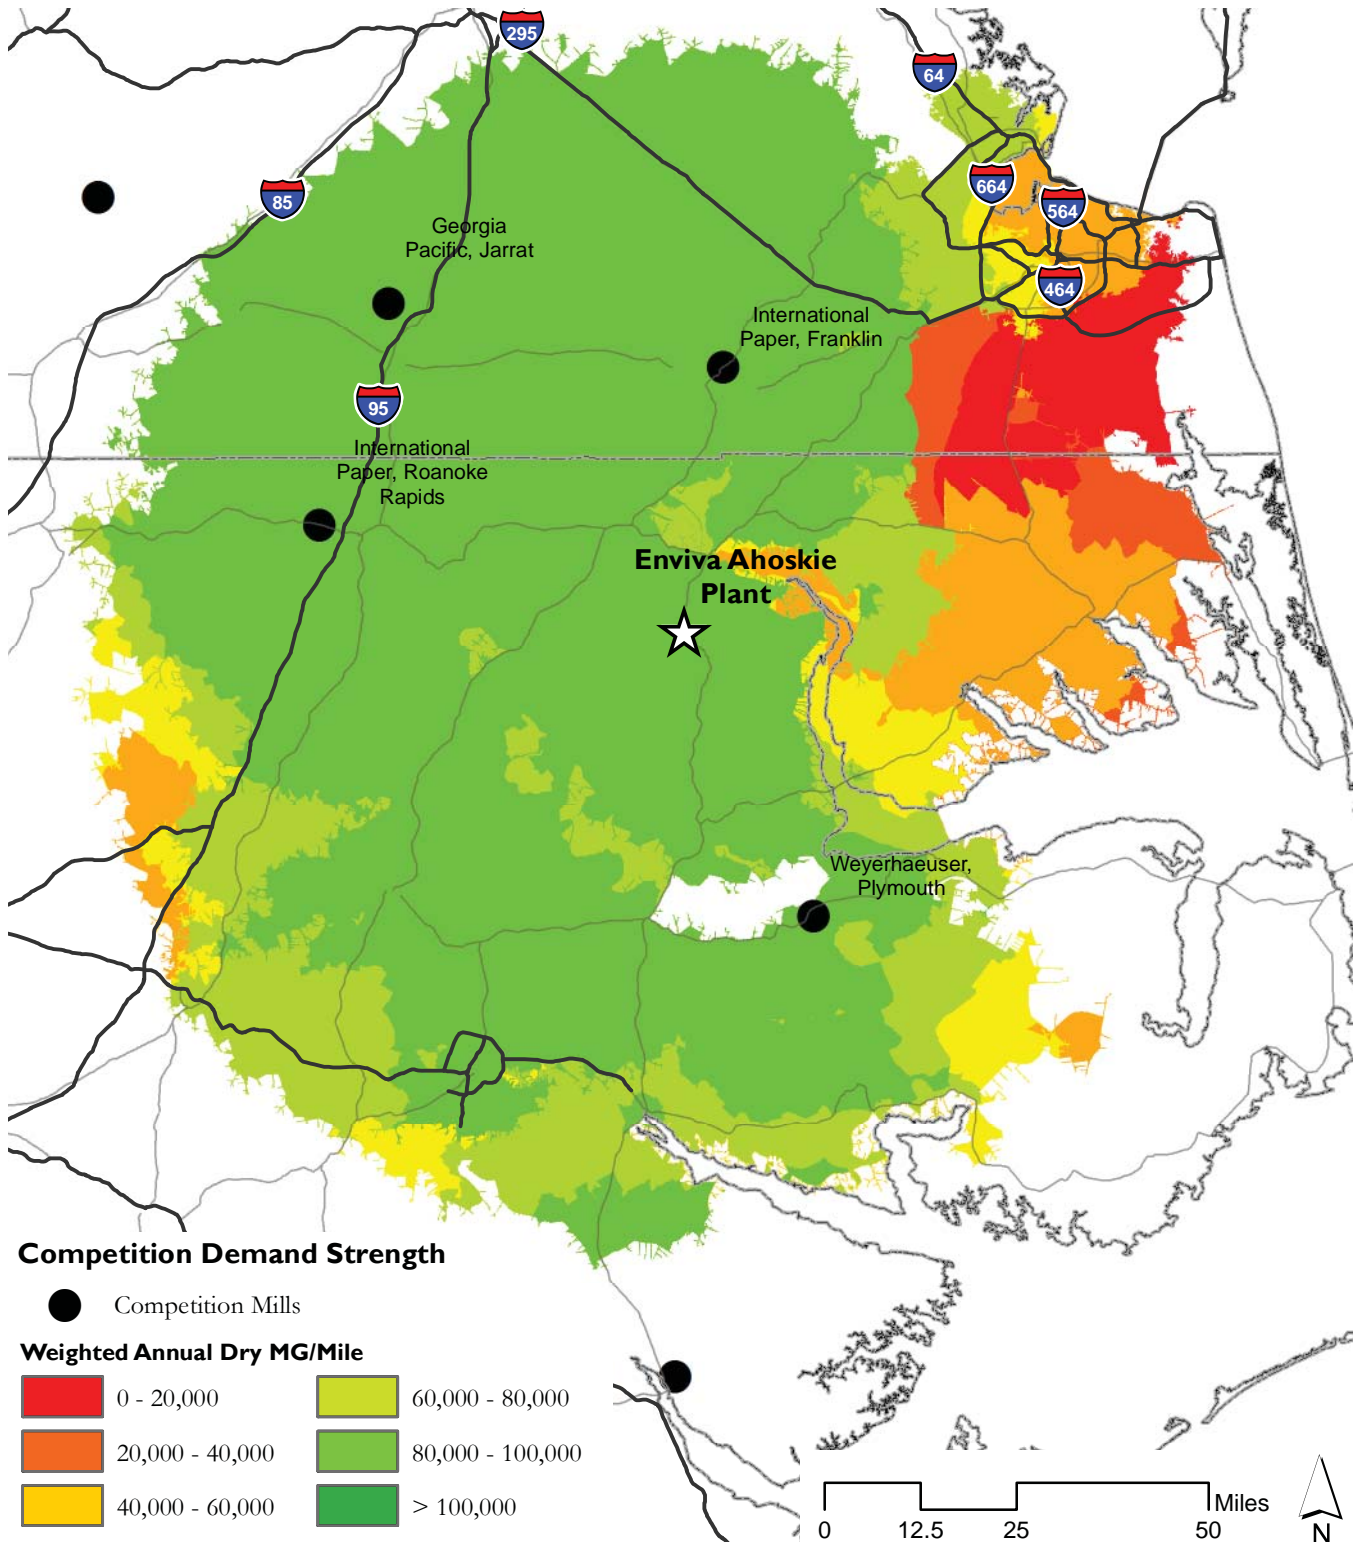 295
64
85
664
564
Georgia
Pacific, Jarrat
464
International
Paper, Franklin
95
International
Paper, Roanoke
Rapids
Enviva Ahoskie
Plant
Weyerhaeuser,
Plymouth
Competition Demand Strength
Competition Mills
Weighted Annual Dry MG/Mile
0 - 20,000
20,000 - 40,000
40,000 - 60,000
60,000 - 80,000
80,000 - 100,000
> 100,000
Miles
0 12.5 25 50
N